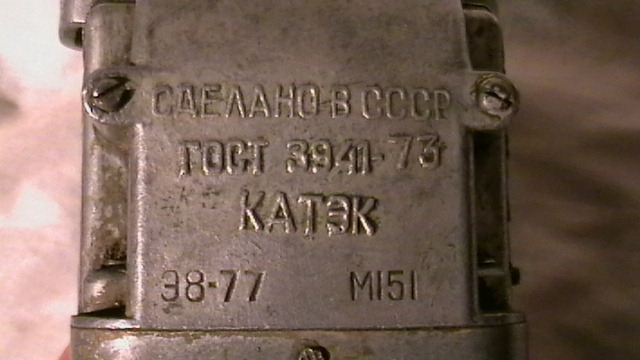 СДЕЛАНО В СССР
ГОСТ 3941-73
КАТЭК
Э8-77 М151